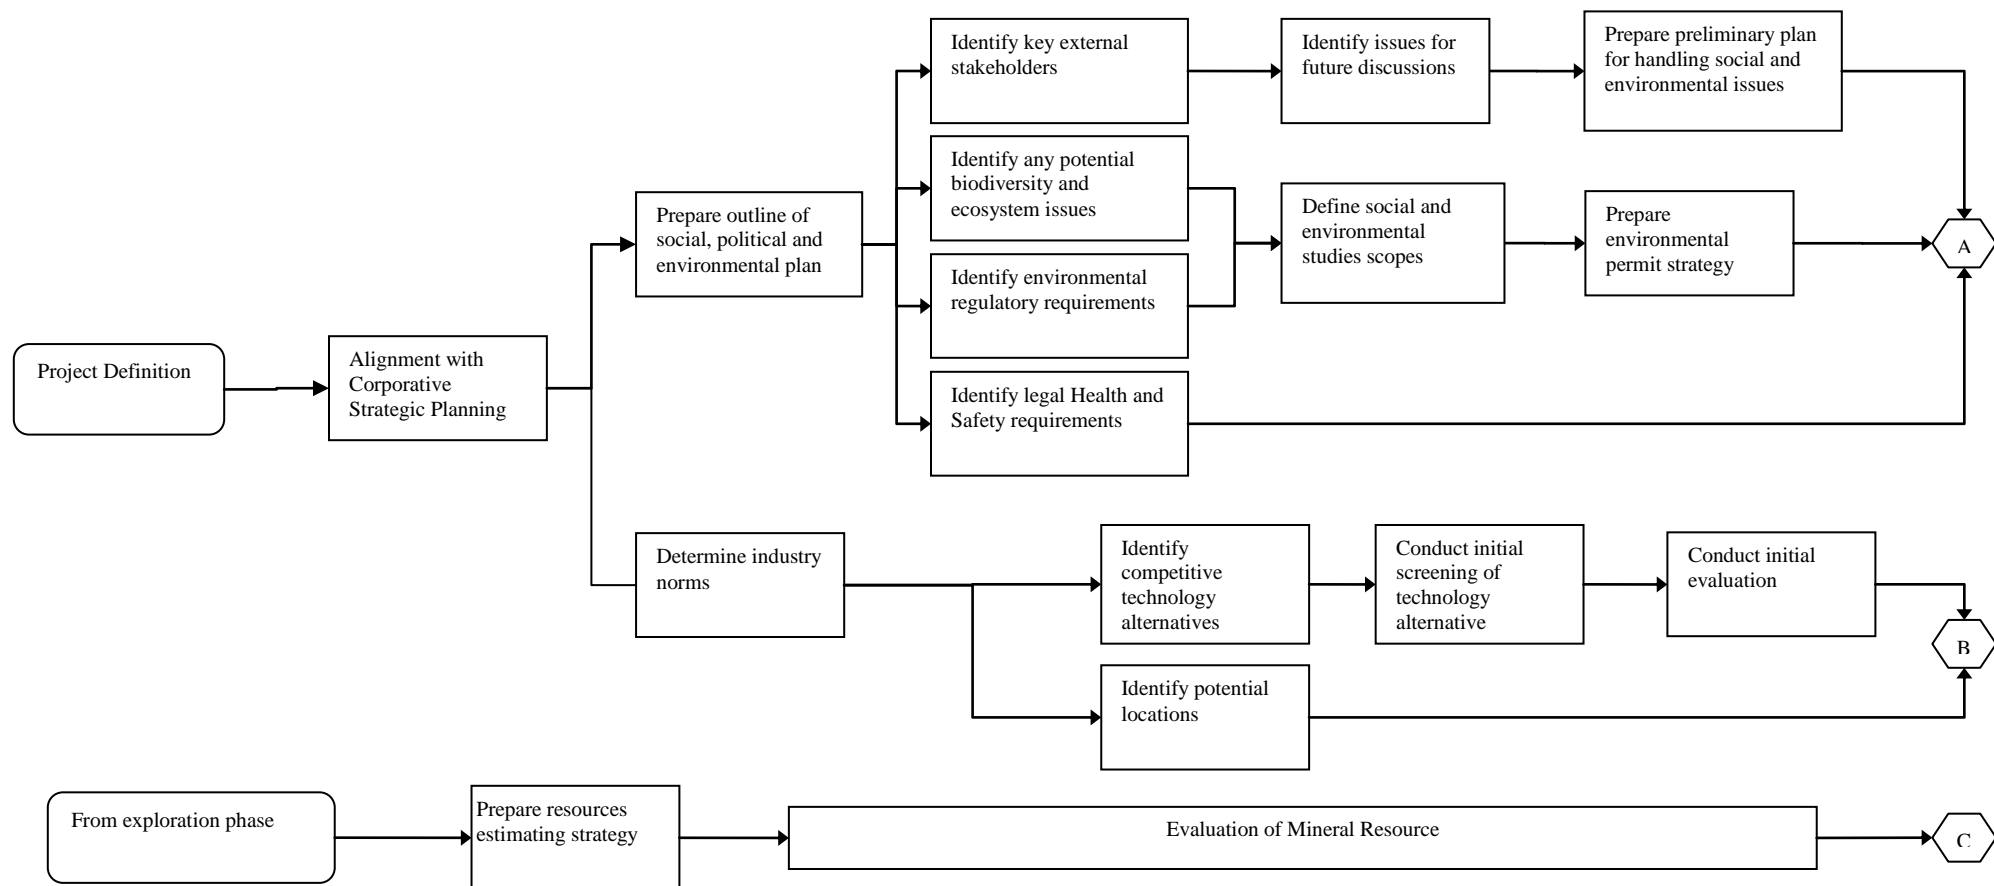 Identify key external
stakeholders
Identify issues for
future discussions
Prepare preliminary plan
for handling social and
environmental issues
Identify any potential
biodiversity and
ecosystem issues
Prepare outline of
social, political and
environmental plan
Define social and
environmental
studies scopes
Prepare
environmental
permit strategy
A
Identify environmental
regulatory requirements
Project Definition
Alignment with
Corporative
Strategic Planning
Identify legal Health and
Safety requirements
Determine industry
norms
Identify
competitive
technology
alternatives
Conduct initial
screening of
technology
alternative
Conduct initial
evaluation
B
Identify potential
locations
From exploration phase
Prepare resources
estimating strategy
Evaluation of Mineral Resource
C